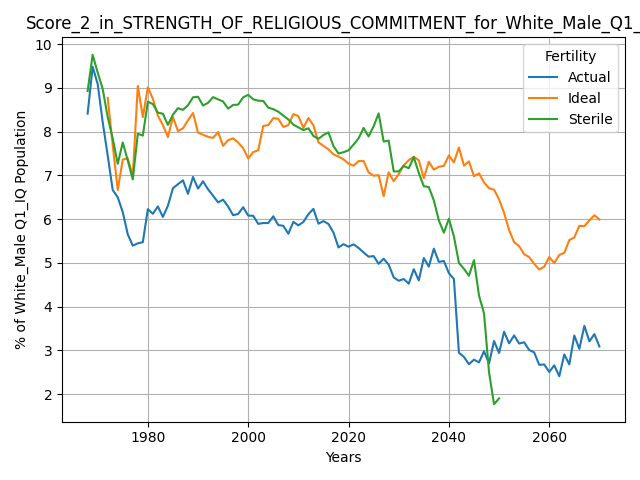 Score_2_in_STRENGTH_OF_RELIGIOUS_COMMITMENT_for_White_Male_Q1_
% of White_Male Q1_IQ Population
10
9
8
7
6
5
4
3
2
Fertility
Actual
Ideal
Sterile
1980
2000
2020
2040
2060
Years